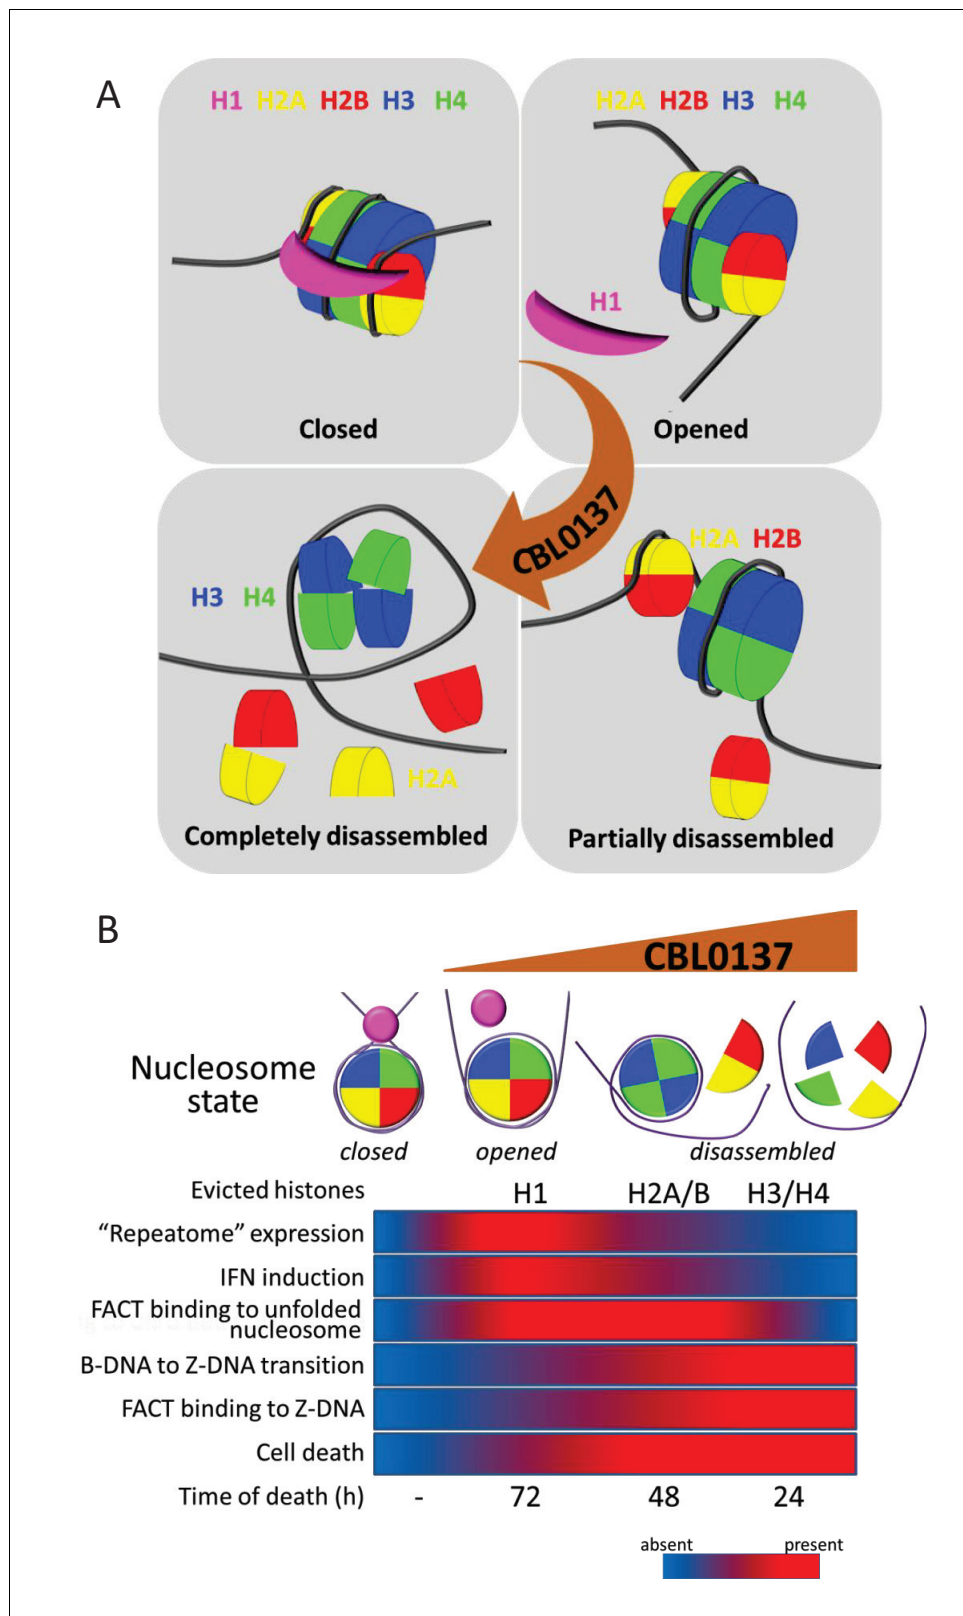 A
H1 H2A H2B H3 H4
H2A H2B H3 H4
H1
Closed
Opened
CBL0137
H3 H4
H2A H2B
H2A
Completely disassembled
Partially disassembled
B
CBL0137
Nucleosome
state
closed
opened
disassembled
Evicted histones
H1
H2A/B
H3/H4
“Repeatome” expression
IFN induction
FACT binding to unfolded
nucleosome
B-DNA to Z-DNA transition
FACT binding to Z-DNA
Cell death
Time of death (h)
-
72
48
24
absent
present